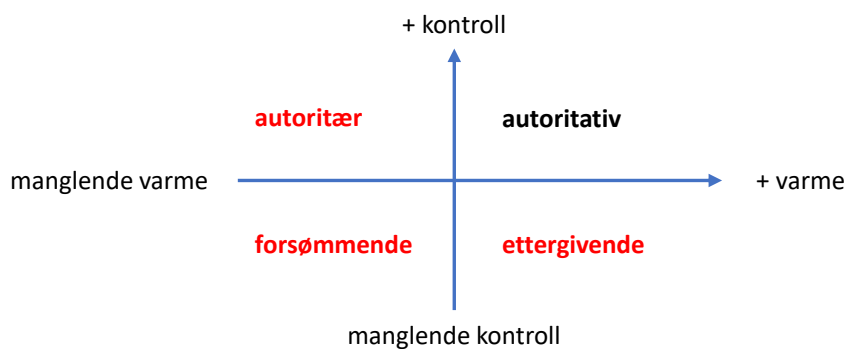 + kontroll
autoritær
autoritativ
manglende varme
+ varme
forsømmende
ettergivende
manglende kontroll